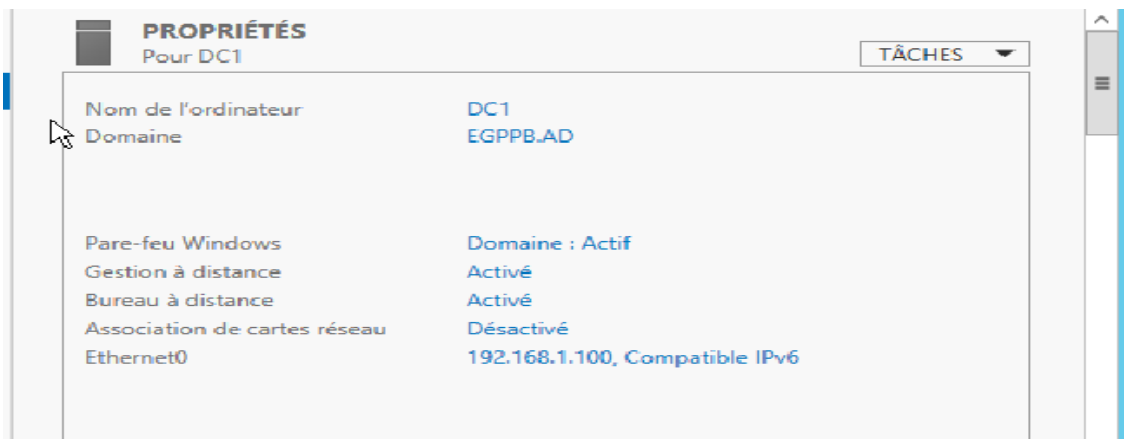 PROPRIÉTÉS
Pour DC1
TÂCHES
Nom de l'ordinateur DC1
Domaine EGPPB.AD
Pare-feu Windows Domaine : Actif
Gestion à distance Activé
Bureau à distance Activé
Association de cartes réseau Désactivé
Ethernet0 192.168.1.100, Compatible IPv6